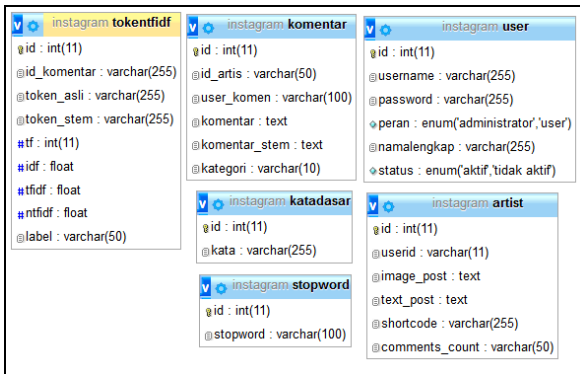 instagram tokentfidf
id : int(11)
id_komentar : varchar(255)
token_asli : varchar(255)
token_stem : varchar(255)
#tf : int(11)
#idf : float
#tfidf : float
#ntfidf : float
label : varchar(50)
instagram komentar
id : int(11)
id_artis : varchar(50)
user_komen : varchar(100)
komentar : text
komentar_stem : text
kategori : varchar(10)
instagram user
id : int(11)
username : varchar(255)
password : varchar(255)
peran : enum('administrator','user')
namalengkap : varchar(255)
status : enum('aktif','tidak aktif')
instagram katadasar
id : int(11)
kata : varchar(255)
instagram stopword
id : int(11)
stopword : varchar(100)
instagram artist
id : int(11)
userid : varchar(11)
image_post : text
text_post : text
shortcode : varchar(255)
comments_count : varchar(50)